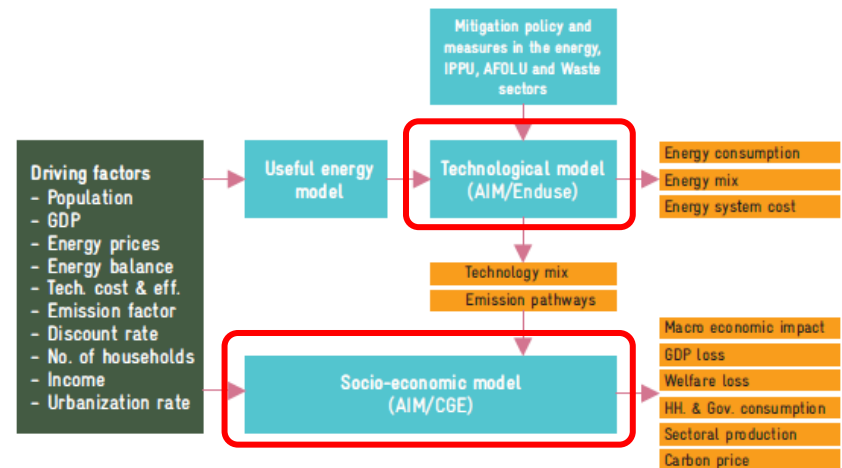 Mitigation policy and
measures in the energy,
IPPU, AFOLU and Waste
sectors
Driving factors
- Population
- GDP
- Energy prices
- Energy balance
- Tech. cost & eff.
- Emission factor
- Discount rate
- No. of households
- Income
- Urbanization rate
Useful energy
model
Technological model
(AIM/Enduse)
Energy consumption
Energy mix
Energy system cost
Technology mix
Emission pathways
Socio-economic model
(AIM/CGE)
Macro economic impact
GDP loss
Welfare loss
HH. & Gov. consumption
Sectoral production
Carbon price